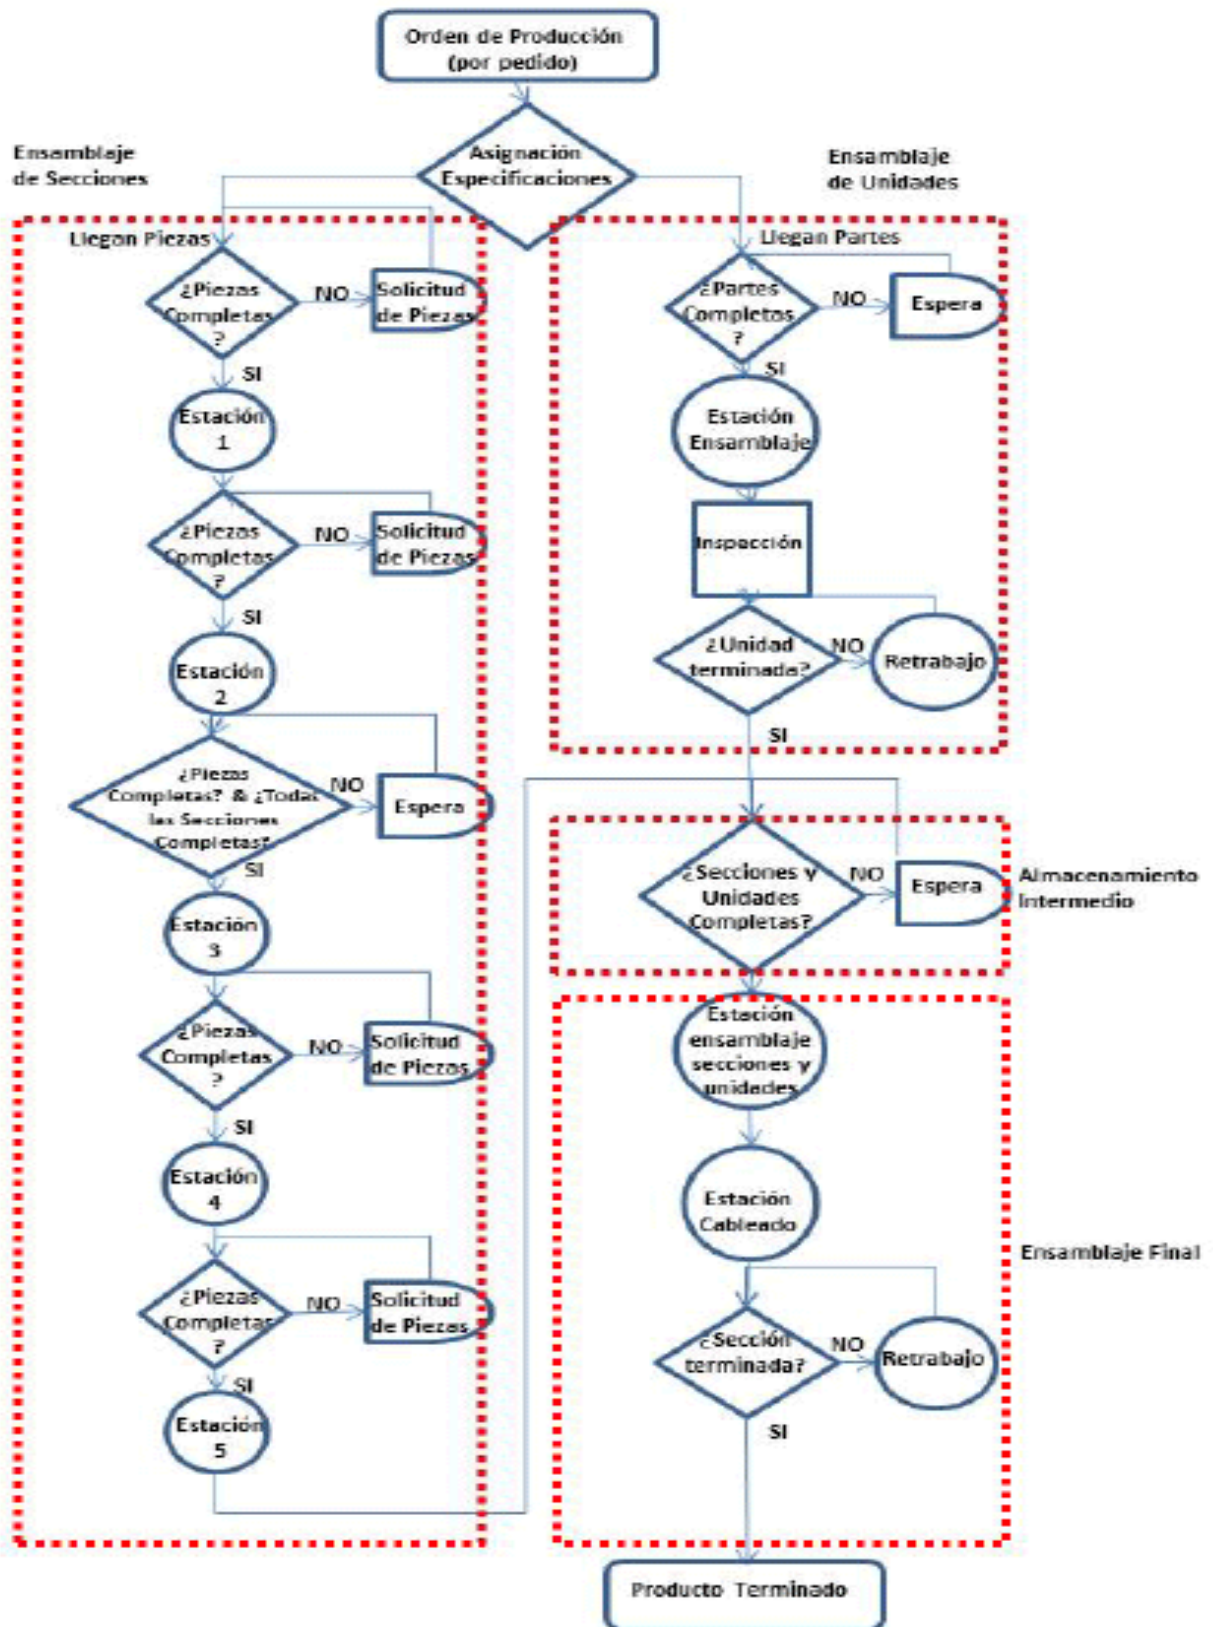 Orden de Producción
(por pedido)
Asignación
Especificaciones
Ensamblaje
de Secciones
Llegan Piezas
¿Piezas
Completas
?
NO
Solicitud
de Piezas
SI
Estación
1
¿Piezas
Completas
?
NO
Solicitud
de Piezas
SI
Estación
2
¿Piezas
Completas? & ¿Todas
las Secciones
Completas?
NO
Espera
SI
Estación
3
¿Piezas
Completas
?
NO
Solicitud
de Piezas
SI
Estación
4
¿Piezas
Completas
?
NO
Solicitud
de Piezas
SI
Estación
5
Ensamblaje
de Unidades
Llegan Partes
¿Partes
Completas
?
NO
Espera
SI
Estación
Ensamblaje
Inspección
¿Unidad
terminada?
NO
Retrabajo
SI
¿Secciones y
Unidades
Completas?
NO
Espera
Almacenamiento
Intermedio
Estación
ensamblaje
secciones y
unidades
Estación
Cableado
Ensamblaje Final
¿Sección
terminada?
NO
Retrabajo
SI
Producto Terminado